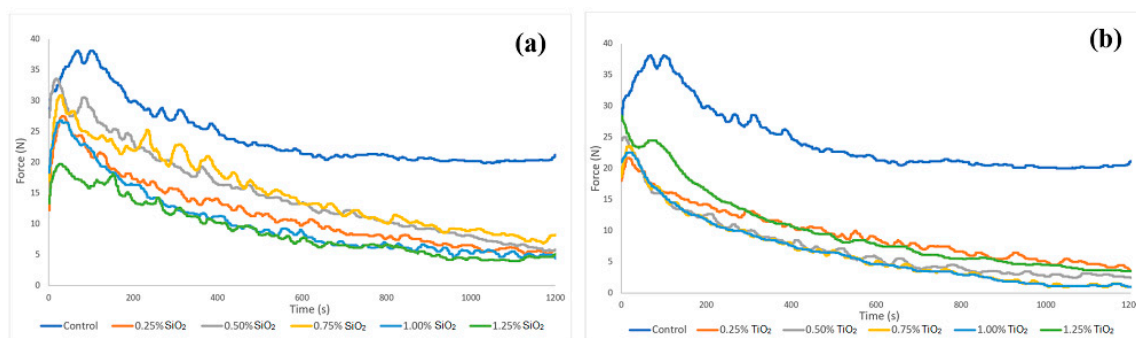 (a)
40
35
30
25
20
15
10
5
0
Force (N)
0 200 400 600 800 1000 1200
Time (s)
Control 0.25% SiO₂ 0.50% SiO₂ 0.75% SiO₂ 1.00% SiO₂ 1.25% SiO₂
(b)
40
35
30
25
20
15
10
5
0
Force (N)
0 200 400 600 800 1000 1200
Time (s)
Control 0.25% TiO₂ 0.50% TiO₂ 0.75% TiO₂ 1.00% TiO₂ 1.25% TiO₂